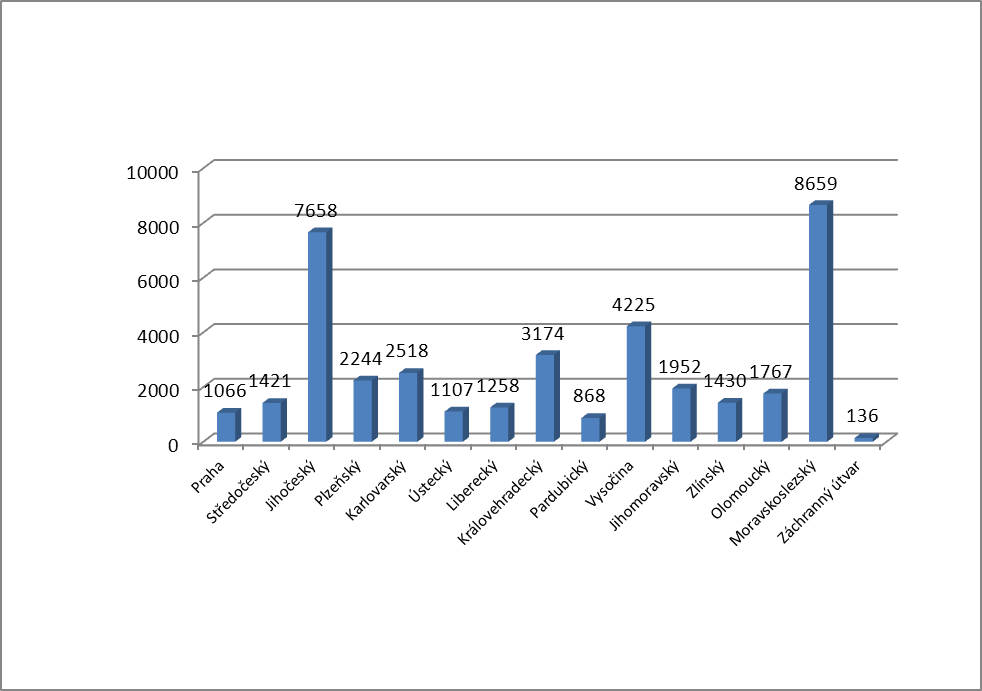 10000
8000
6000
4000
2000
0
1066
1421
7658
2244
2518
1107
1258
3174
868
4225
1952
1430
1767
8659
136
Praha
Středočeský
Jihočeský
Plzeňský
Karlovarský
Ústecký
Liberecký
Královehradecký
Pardubický
Vysočina
Jihomoravský
Zlínský
Olomoucký
Moravskoslezský
Záchranný útvar